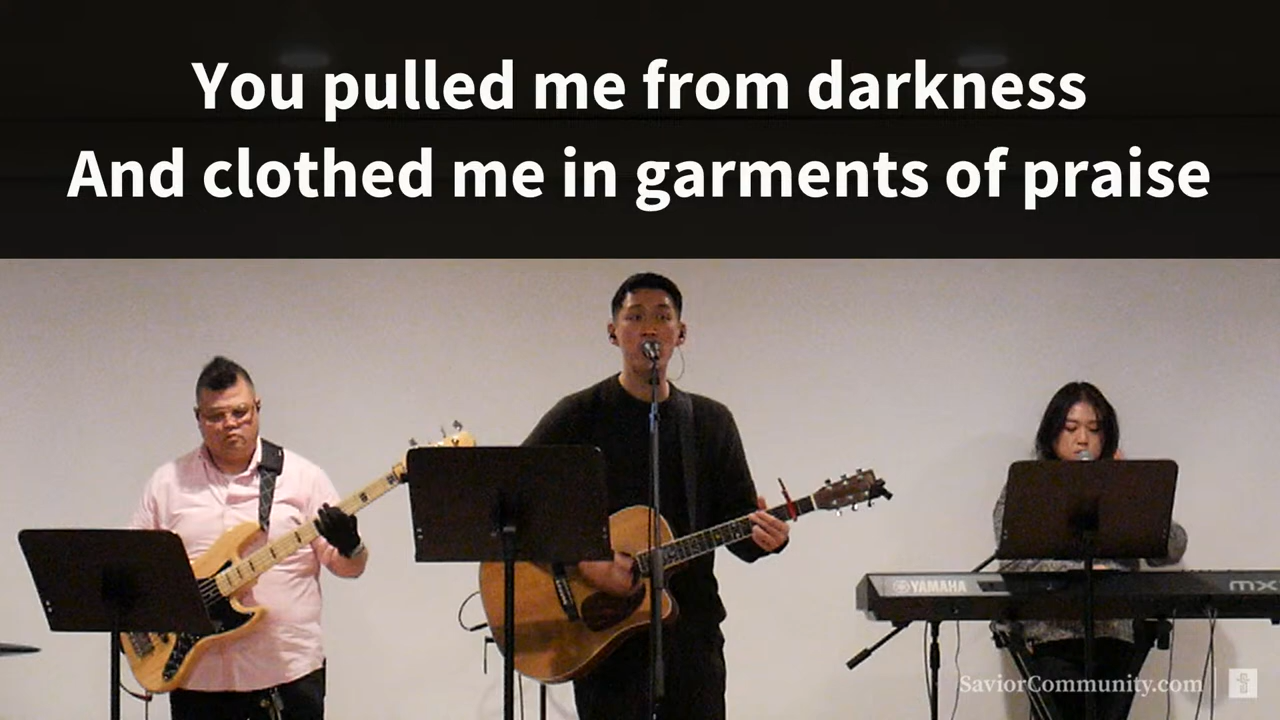 You pulled me from darkness
And clothed me in garments of praise
YAMAHA
MX
SaviorCommunity.com